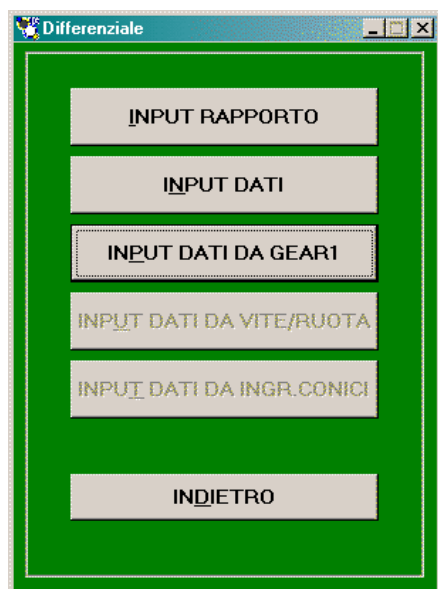 Differenziale
INPUT RAPPORTO
INPUT DATI
INPUT DATI DA GEAR1
INPUT DATI DA VITE/RUOTA
INPUT DATI DA INGR.CONICI
INDIETRO